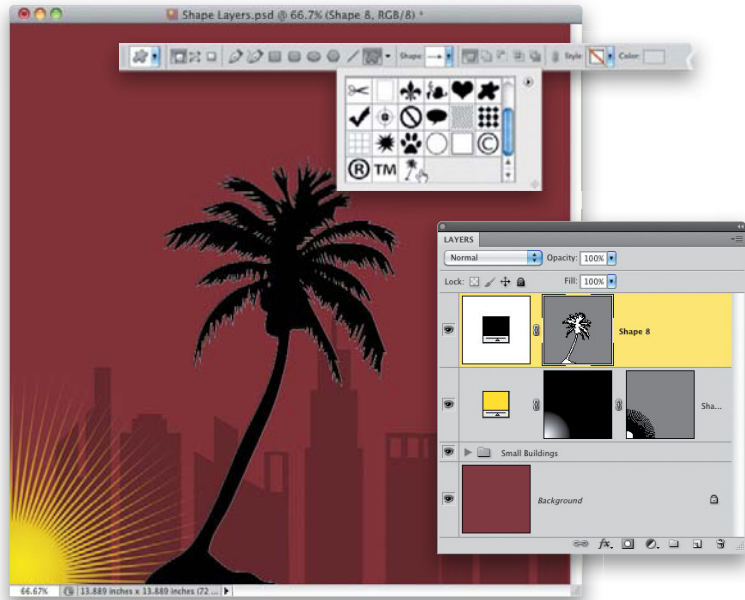 Shape Layers.psd @ 66.7% (Shape 8, RGB/8) *
Shape: Style: Color:
©
® TM
LAYERS
Normal Opacity: 100%
Lock: Fill: 100%
Shape 8
Sha...
Small Buildings
Background
fx.
66.67% 13.889 inches x 13.889 inches (72 ...